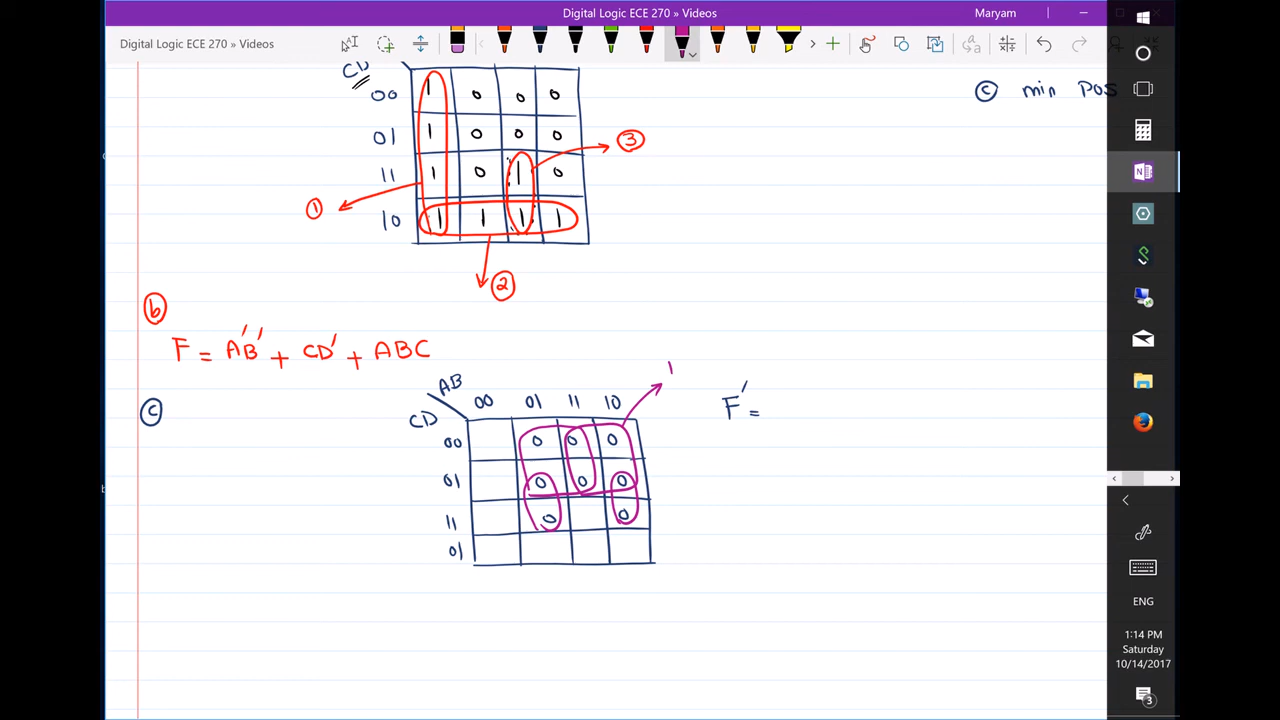 Digital Logic ECE 270 » Videos
Maryam
Digital Logic ECE 270 » Videos
CD
00 1 0 0 0
01 1 0 0 0
11 1 0 1 0
10 1 1 1 1
① ② ③
ⓒ min POS
ⓑ
F = A'B' + CD' + ABC
ⓒ
AB
CD
00 01 11 10
00 0 0 0
01 0 0 0
11 0 0
01
1
F' =
ENG
1:14 PM
Saturday
10/14/2017
3